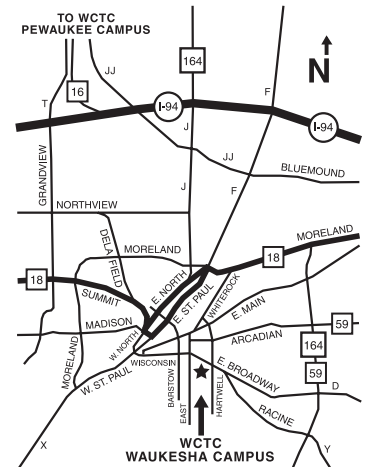 TO WCTC
PEWAUKEE CAMPUS
164
JJ
16
F
N
T
I-94
J
I-94
JJ
BLUEMOUND
GRANDVIEW
J
F
NORTHVIEW
DELAFIELD
MORELAND
MORELAND
18
18
SUMMIT
E. NORTH
E. ST. PAUL
WHITEROCK
E. MAIN
MADISON
W. NORTH
59
ARCADIAN
WISCONSIN
164
MORELAND
W. ST. PAUL
BARSTOW
EAST
HARTWELL
E. BROADWAY
59
D
RACINE
X
WCTC
WAUKESHA CAMPUS
Y